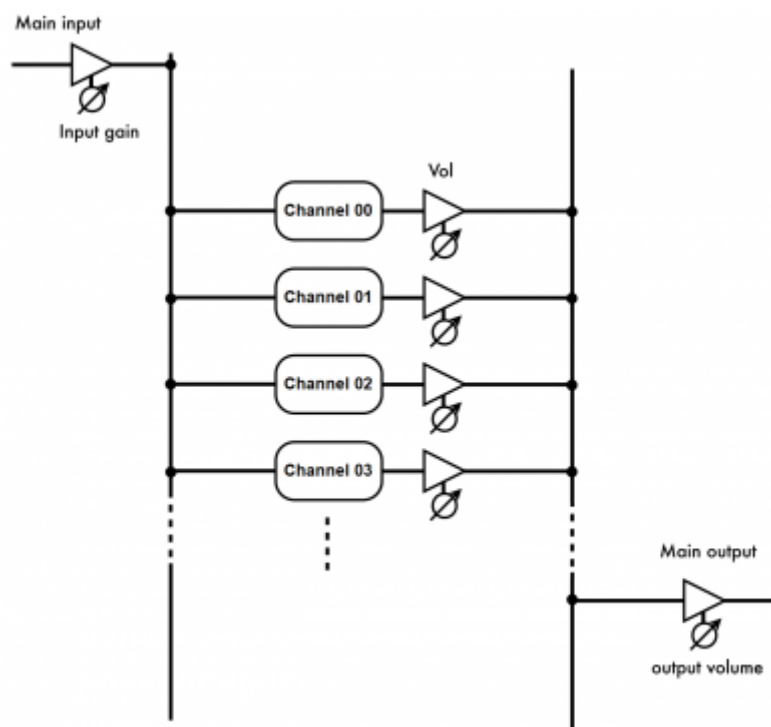 Main input
Input gain
Vol
Channel 00
Channel 01
Channel 02
Channel 03
Main output
output volume